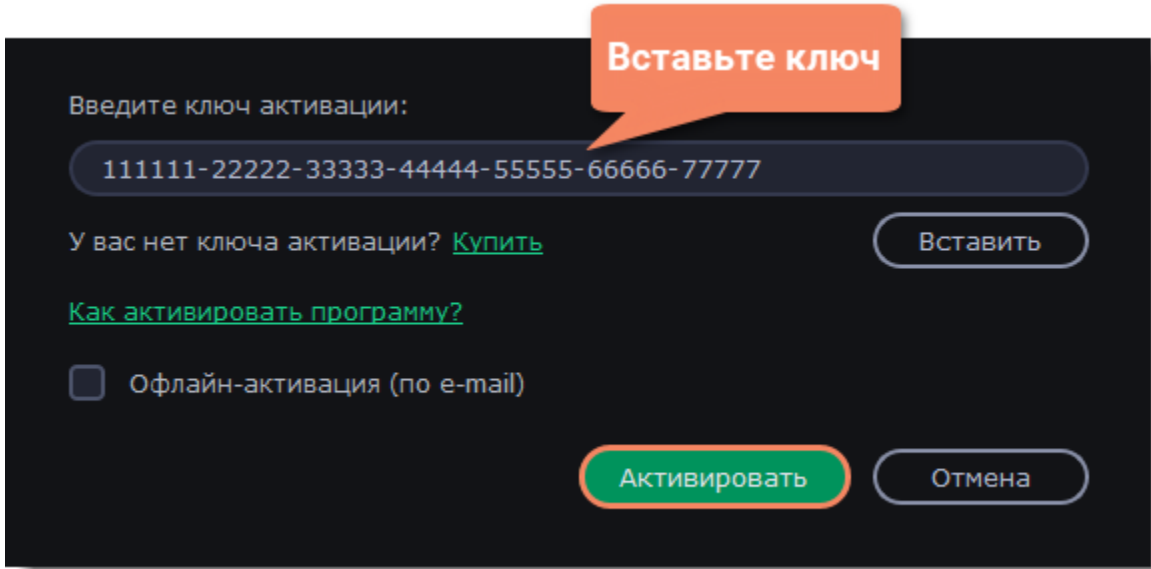 Вставьте ключ
Введите ключ активации:
111111-22222-33333-44444-55555-66666-77777
У вас нет ключа активации? Купить
Вставить
Как активировать программу?
Офлайн-активация (по e-mail)
Активировать
Отмена